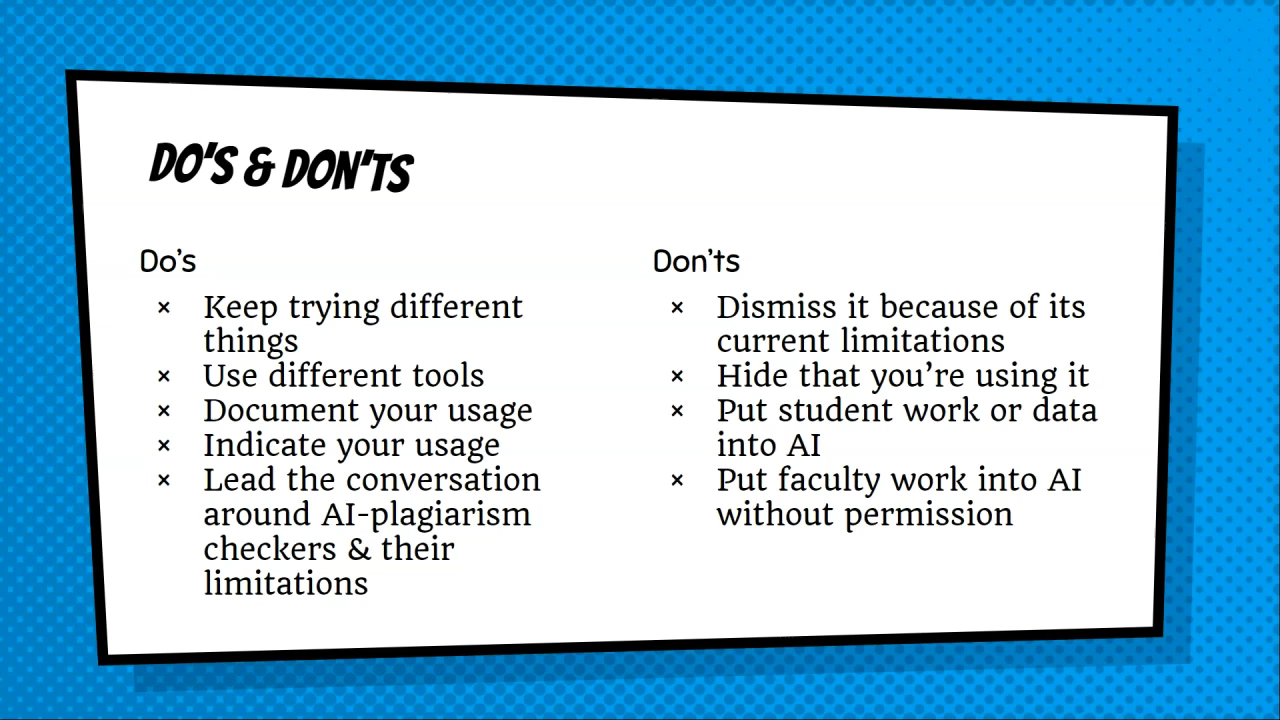 DO'S & DON'TS
Do's
× Keep trying different
things
× Use different tools
× Document your usage
× Indicate your usage
× Lead the conversation
around AI-plagiarism
checkers & their
limitations
Don'ts
× Dismiss it because of its
current limitations
× Hide that you're using it
× Put student work or data
into AI
× Put faculty work into AI
without permission